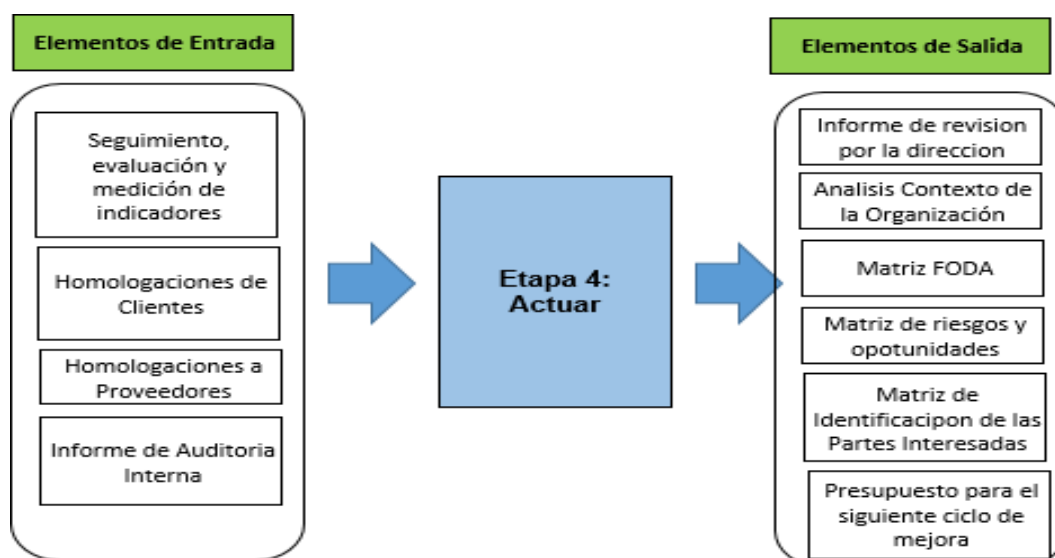 Elementos de Entrada
Seguimiento,
evaluación y
medición de
indicadores
Homologaciones de
Clientes
Homologaciones a
Proveedores
Informe de Auditoria
Interna
Etapa 4:
Actuar
Elementos de Salida
Informe de revision
por la direccion
Analisis Contexto de
la Organización
Matriz FODA
Matriz de riesgos y
opotunidades
Matriz de
Identificacipon de las
Partes Interesadas
Presupuesto para el
siguiente ciclo de
mejora